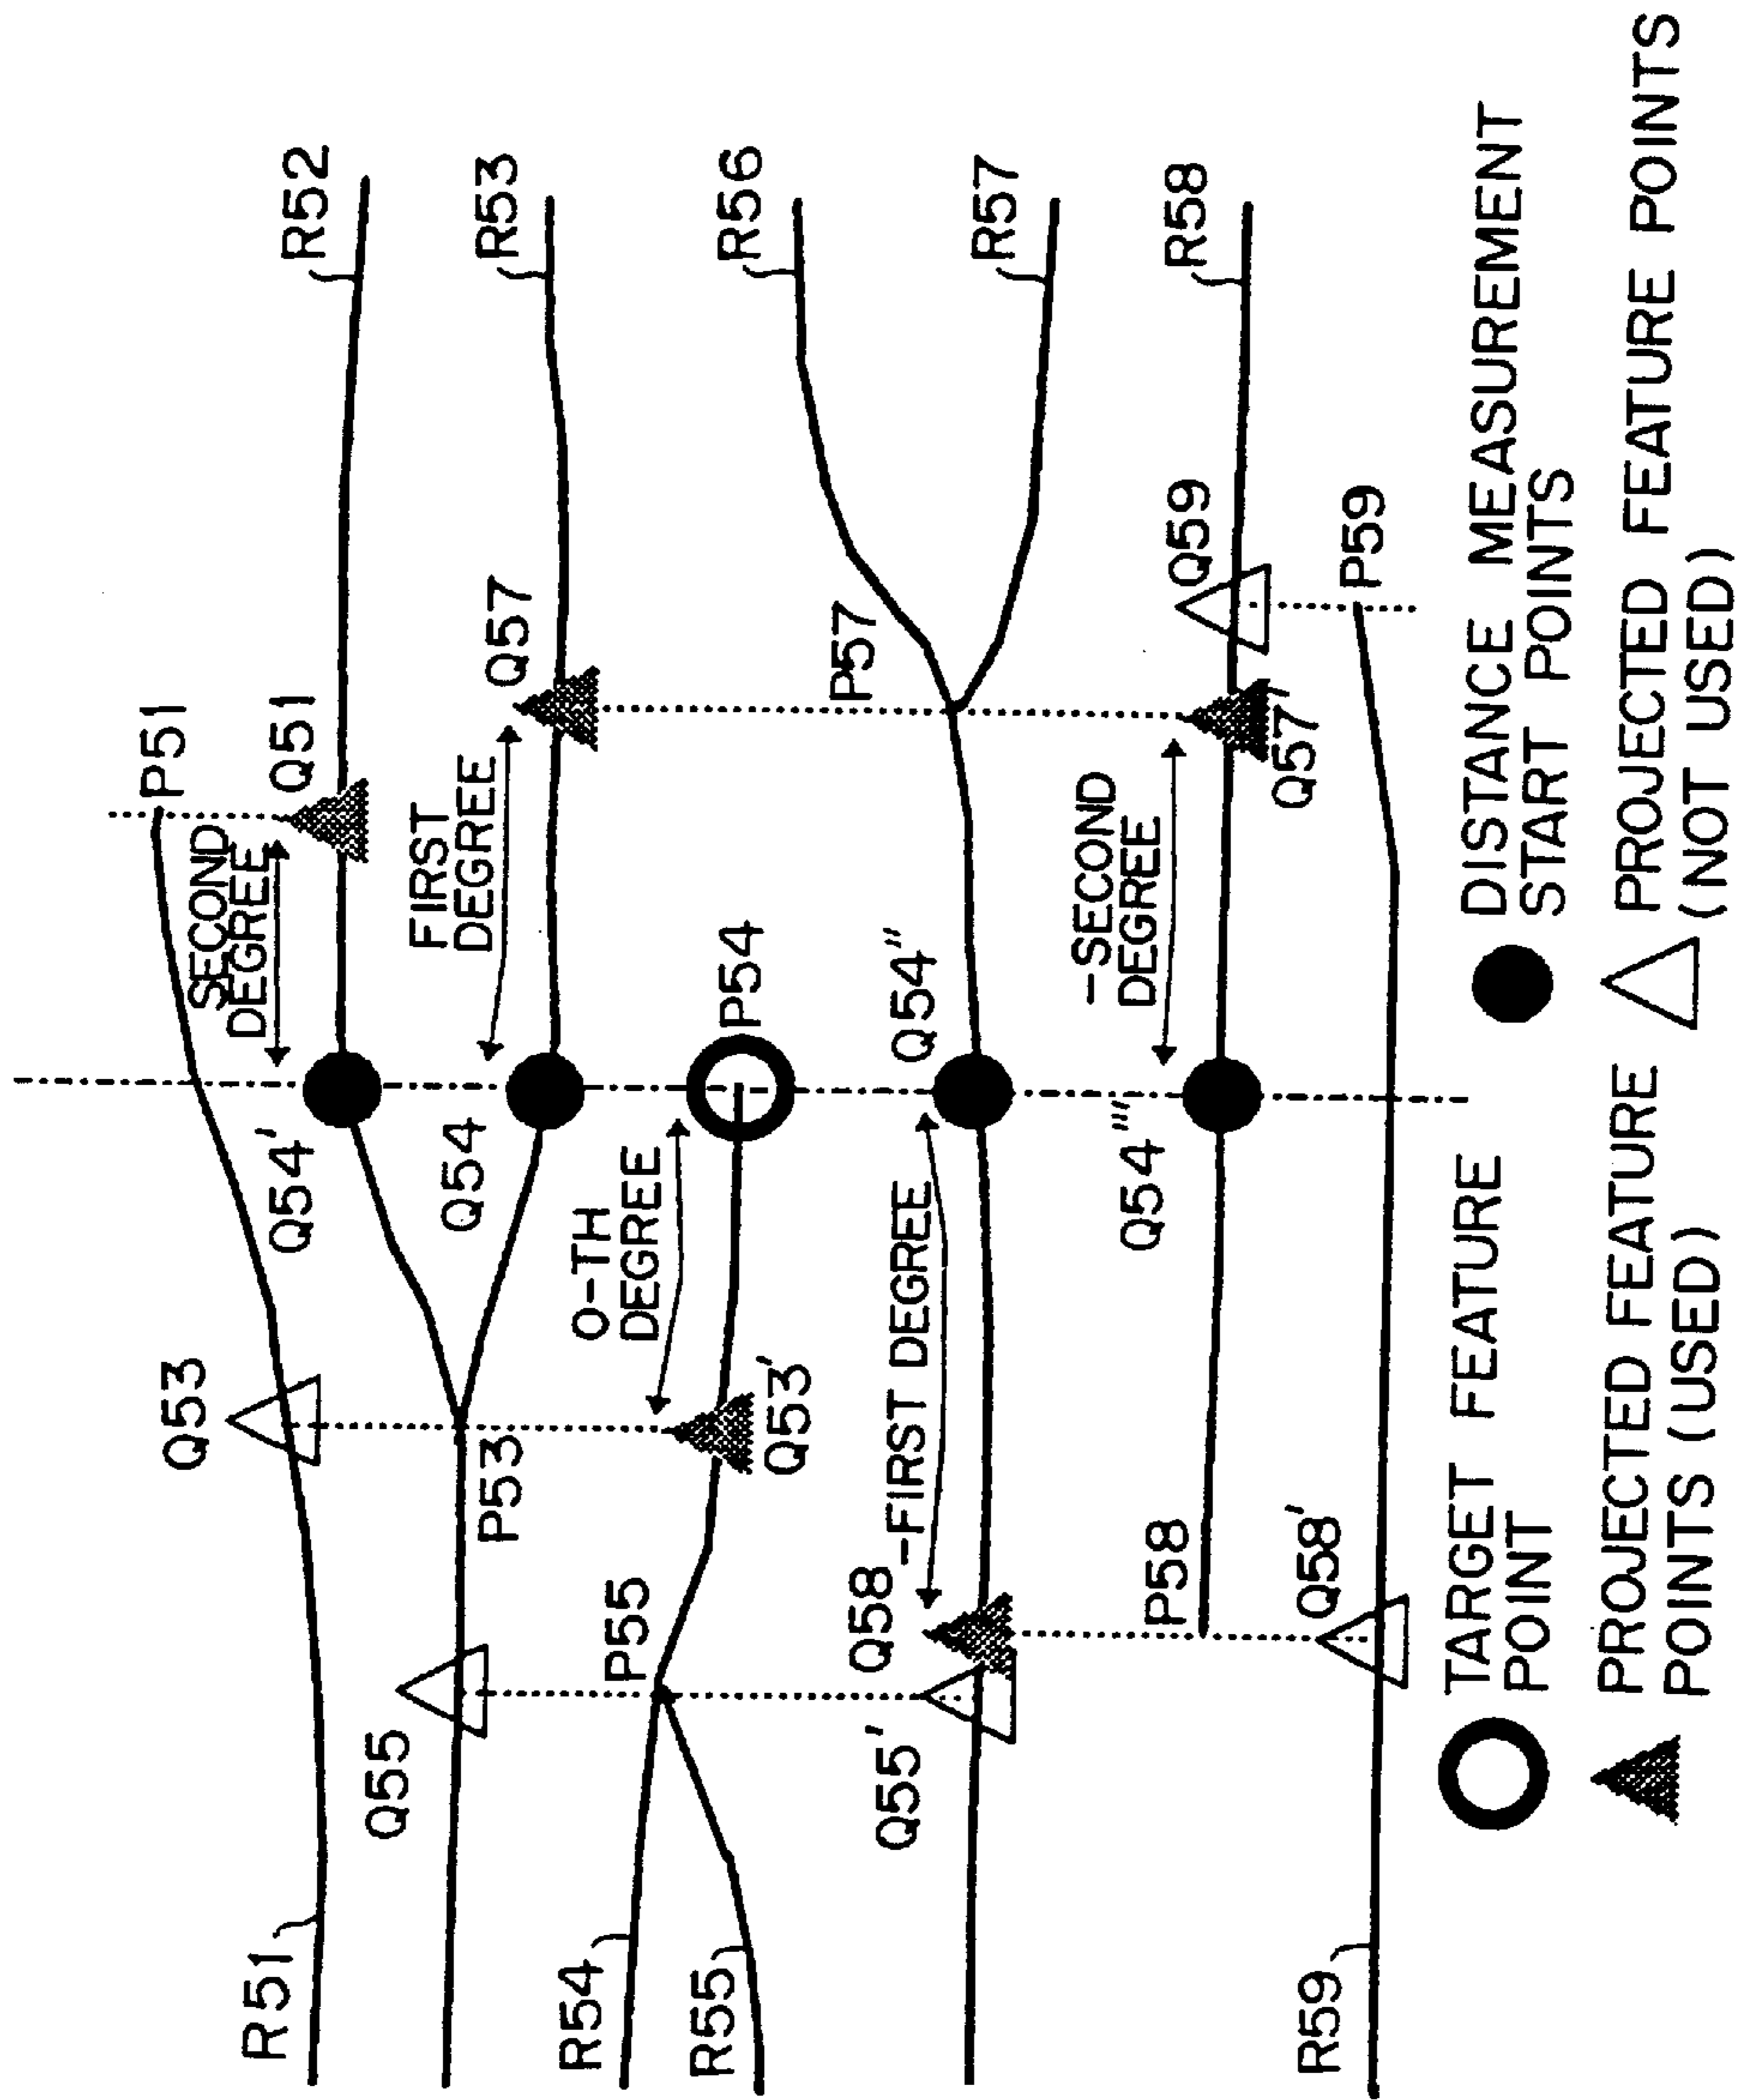 P51
R52
Q51
SECOND
DEGREE
Q54'
Q53
R51
R53
Q57
FIRST
DEGREE
Q54
P53
Q55
P54
O-TH
DEGREE
Q53'
P55
R54
R55
R56
R57
P57
Q54"
-FIRST DEGREE
Q58
Q55'
R58
Q59
Q57'
-SECOND
DEGREE
Q54'''
P58
P59
Q58'
R59
TARGET FEATURE
POINT
DISTANCE MEASUREMENT
START POINTS
PROJECTED FEATURE
POINTS (USED)
PROJECTED FEATURE POINTS
(NOT USED)